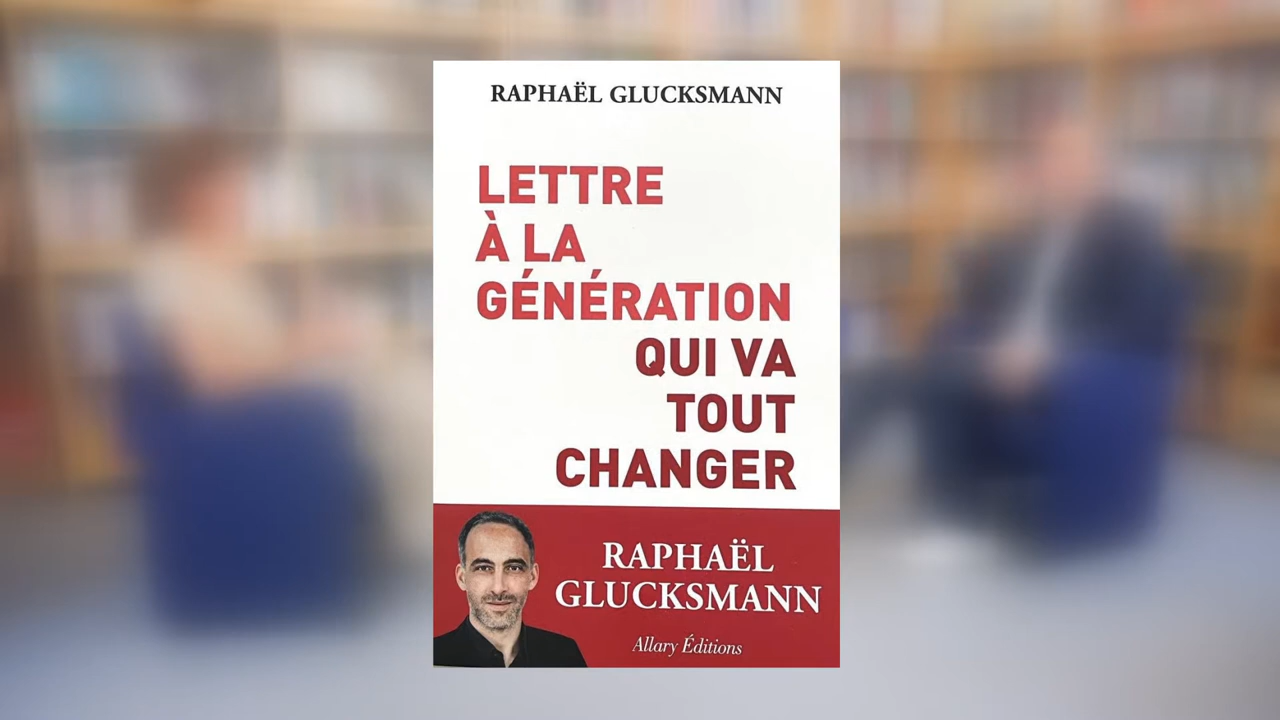 RAPHAËL GLUCKSMANN
LETTRE
À LA
GÉNÉRATION
QUI VA
TOUT
CHANGER
RAPHAËL
GLUCKSMANN
Allary Éditions